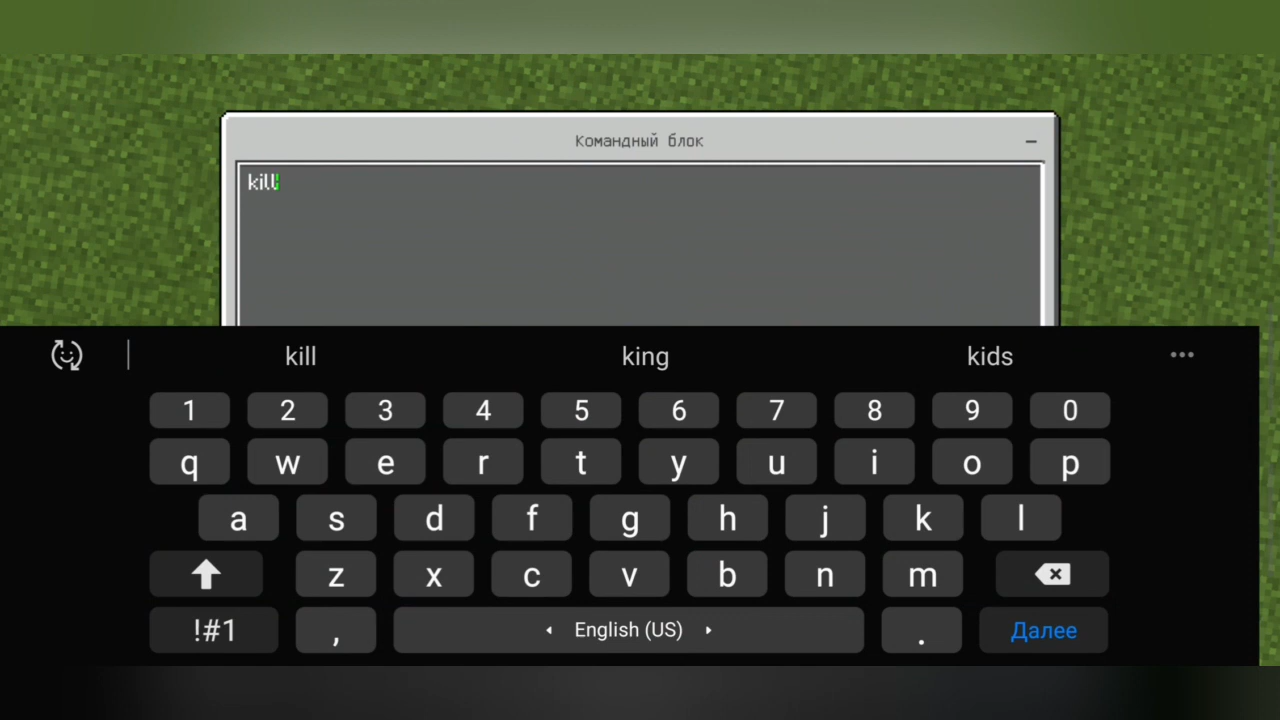 Командный блок
kill
kill king kids
1 2 3 4 5 6 7 8 9 0
q w e r t y u i o p
a s d f g h j k l
z x c v b n m
!#1 , English (US) . Далее